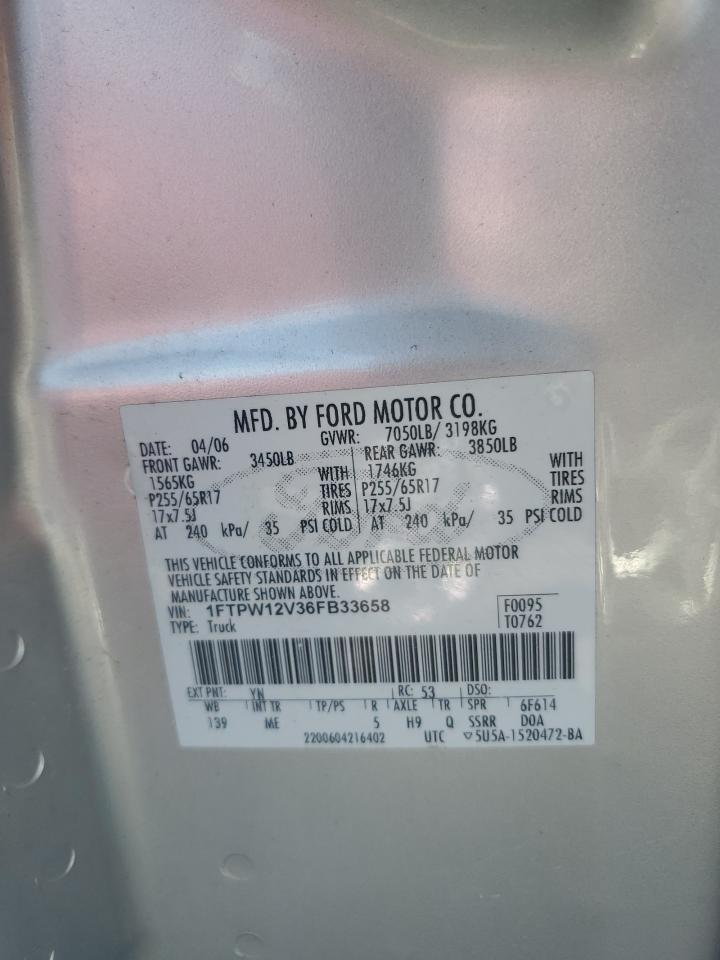 MFD. BY FORD MOTOR CO.
DATE: 04/06 GVWR: 7050LB/ 3198KG
FRONT GAWR: 3450LB REAR GAWR: 3850LB
1565KG WITH 1746KG WITH
P255/65R17 TIRES P255/65R17 TIRES
17x7.5J RIMS 17x7.5J RIMS
AT 240 kPa/ 35 PSI COLD AT 240 kPa/ 35 PSI COLD
THIS VEHICLE CONFORMS TO ALL APPLICABLE FEDERAL MOTOR
VEHICLE SAFETY STANDARDS IN EFFECT ON THE DATE OF
MANUFACTURE SHOWN ABOVE.
VIN: 1FTPW12V36FB33658 F0095
TYPE: Truck T0762
EXT PNT: YN RC: 53 DSO:
WB INT TR TP/PS R AXLE TR SPR 6F614
139 ME 5 H9 Q SSRR DOA
2200604216402 UTC ▽5U5A-1520472-BA
Ford